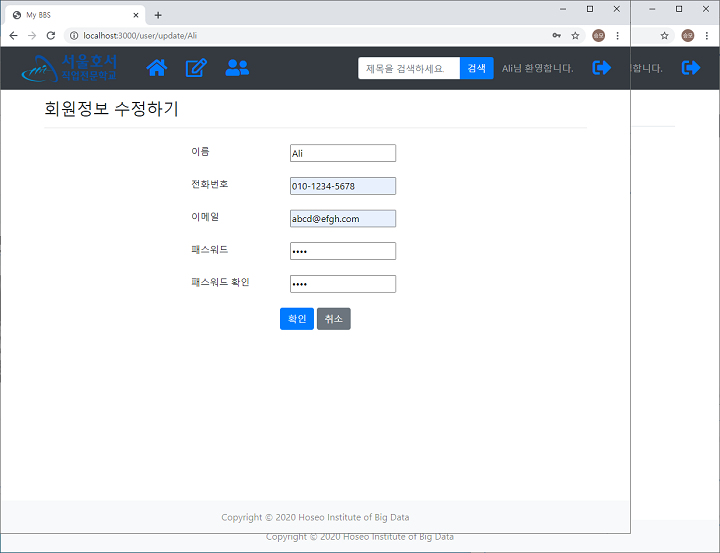 My BBS
localhost:3000/user/update/Ali
서울호서
직업전문학교
제목을 검색하세요. 검색 Ali님 환영합니다. 합니다.
회원정보 수정하기
이름 Ali
전화번호 010-1234-5678
이메일 abcd@efgh.com
패스워드 ••••
패스워드 확인 ••••
확인 취소
Copyright © 2020 Hoseo Institute of Big Data
Copyright © 2020 Hoseo Institute of Big Data